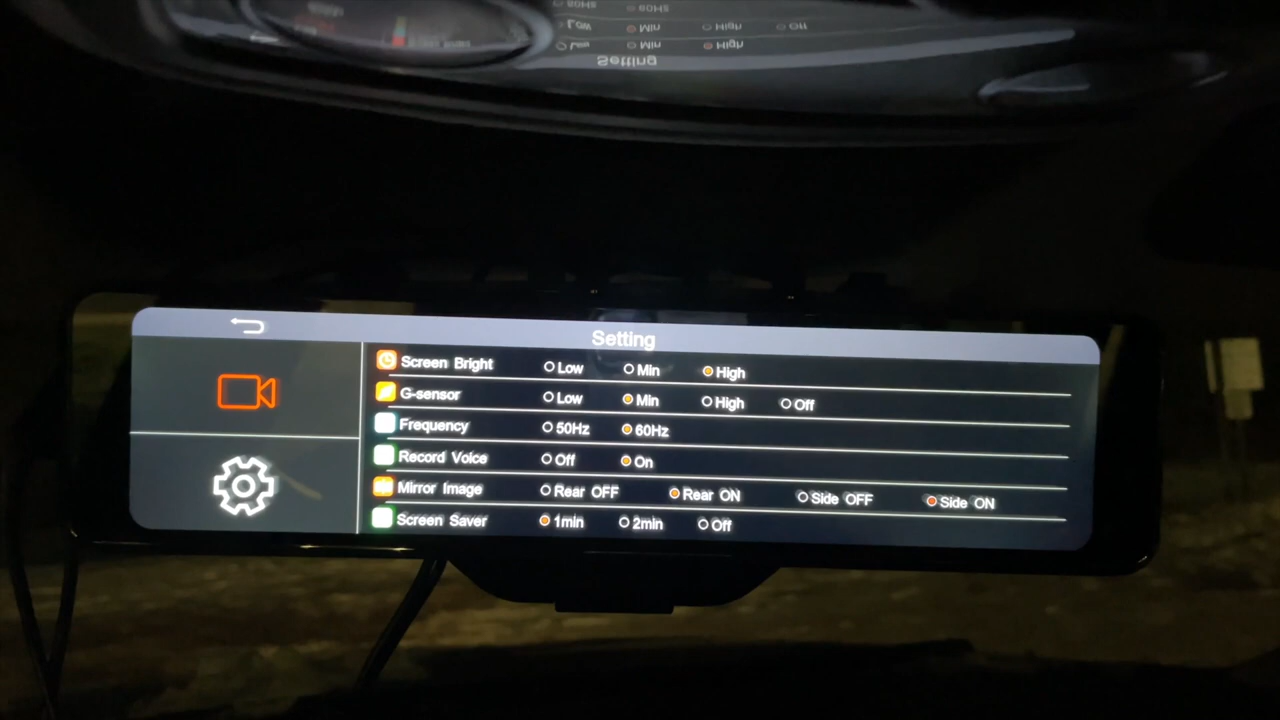 Setting
Screen Bright Low Min High
G-sensor Low Min High Off
Frequency 50Hz 60Hz
Record Voice Off On
Mirror Image Rear OFF Rear ON Side OFF Side ON
Screen Saver 1min 2min Off